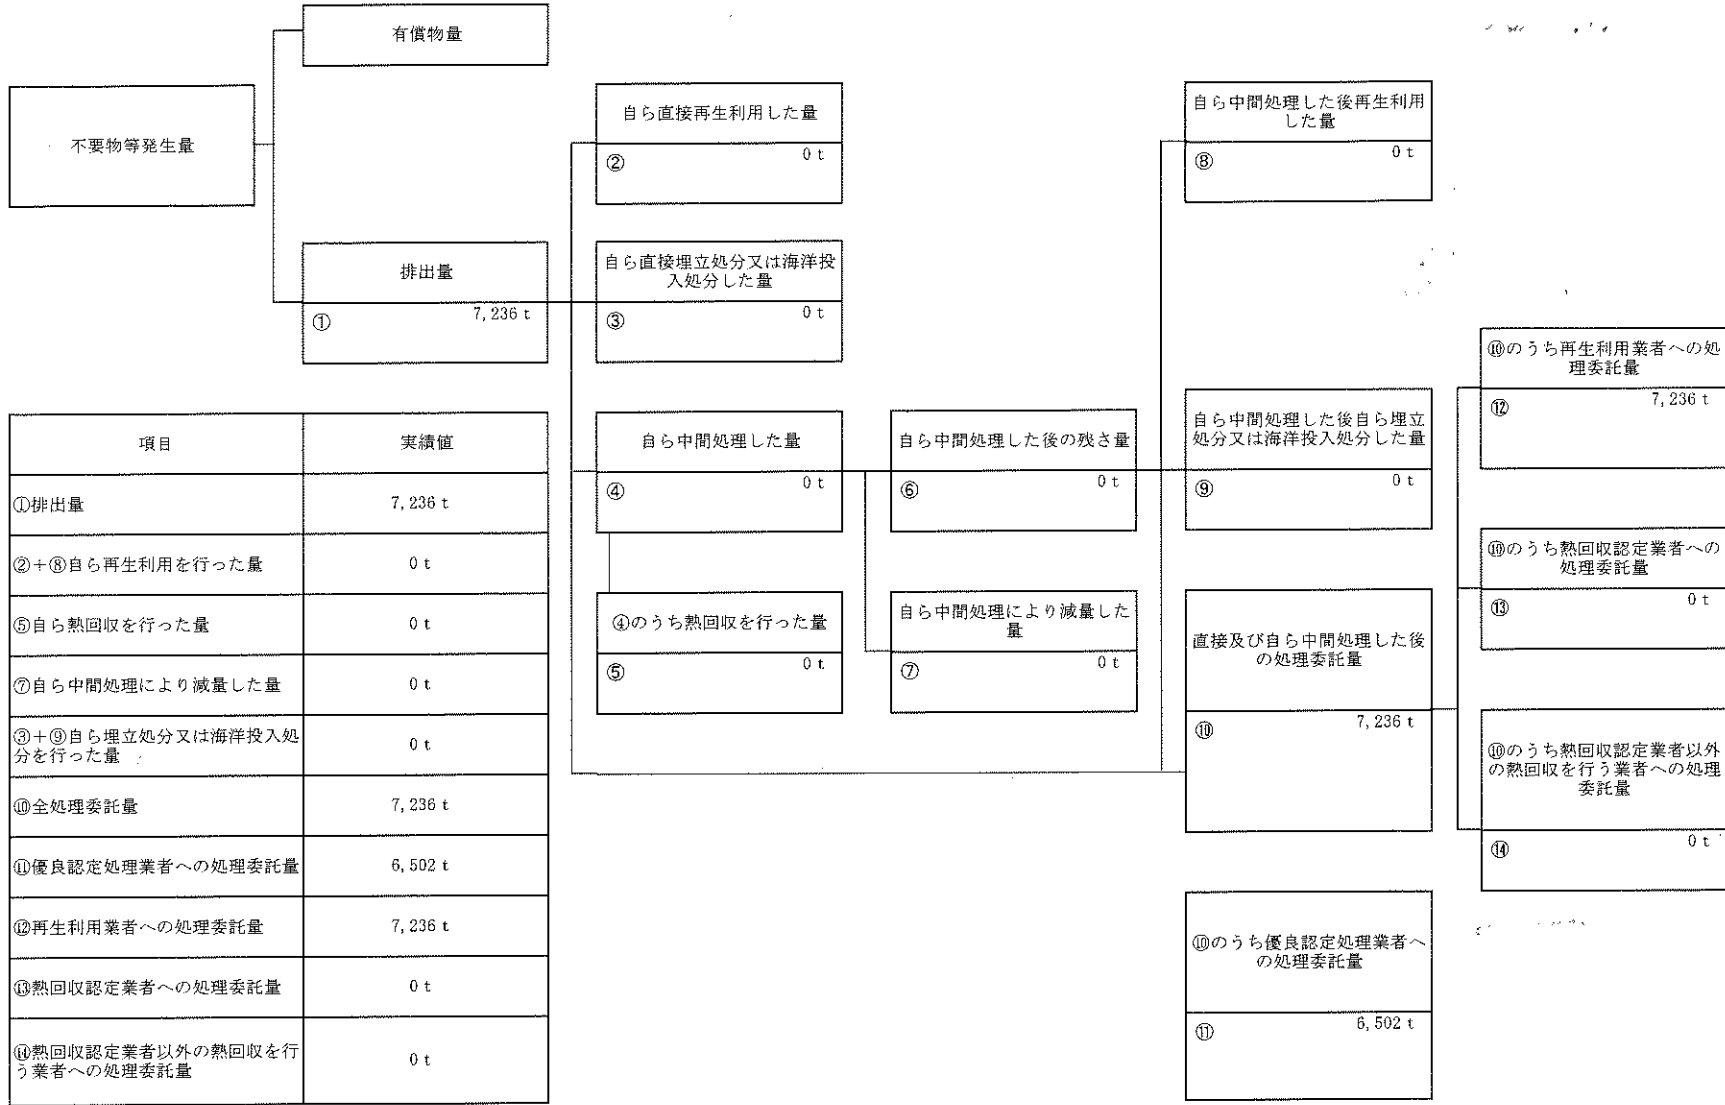 有償物量
不要物等発生量
排出量
① 7,236 t
自ら直接再生利用した量
② 0 t
自ら直接埋立処分又は海洋投
入処分した量
③ 0 t
自ら中間処理した量
④ 0 t
④のうち熱回収を行った量
⑤ 0 t
自ら中間処理した後の残さ量
⑥ 0 t
自ら中間処理により減量した
量
⑦ 0 t
自ら中間処理した後再生利用
した量
⑧ 0 t
自ら中間処理した後自ら埋立
処分又は海洋投入処分した量
⑨ 0 t
直接及び自ら中間処理した後
の処理委託量
⑩ 7,236 t
⑩のうち優良認定処理業者へ
の処理委託量
⑪ 6,502 t
⑩のうち再生利用業者への処
理委託量
⑫ 7,236 t
⑩のうち熱回収認定業者への
処理委託量
⑬ 0 t
⑩のうち熱回収認定業者以外
の熱回収を行う業者への処理
委託量
⑭ 0 t
項目 実績値
①排出量 7,236 t
②+⑧自ら再生利用を行った量 0 t
⑤自ら熱回収を行った量 0 t
⑦自ら中間処理により減量した量 0 t
③+⑨自ら埋立処分又は海洋投入処
分を行った量 0 t
⑩全処理委託量 7,236 t
⑪優良認定処理業者への処理委託量 6,502 t
⑫再生利用業者への処理委託量 7,236 t
⑬熱回収認定業者への処理委託量 0 t
⑭熱回収認定業者以外の熱回収を行
う業者への処理委託量 0 t